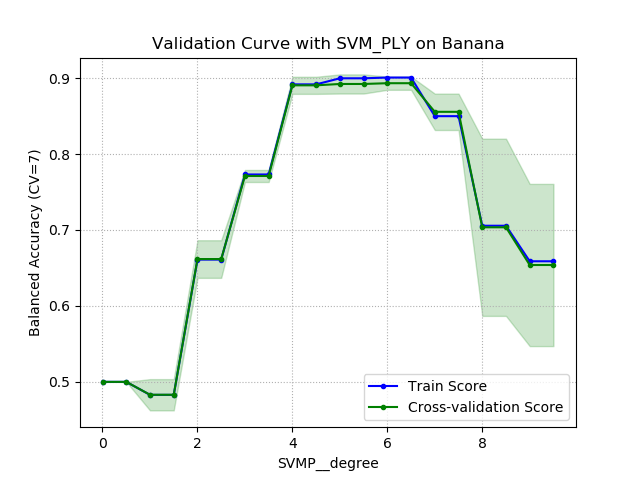 Validation Curve with SVM_PLY on Banana
Balanced Accuracy (CV=7)
0.9
0.8
0.7
0.6
0.5
0
2
4
6
8
SVMP__degree
Train Score
Cross-validation Score